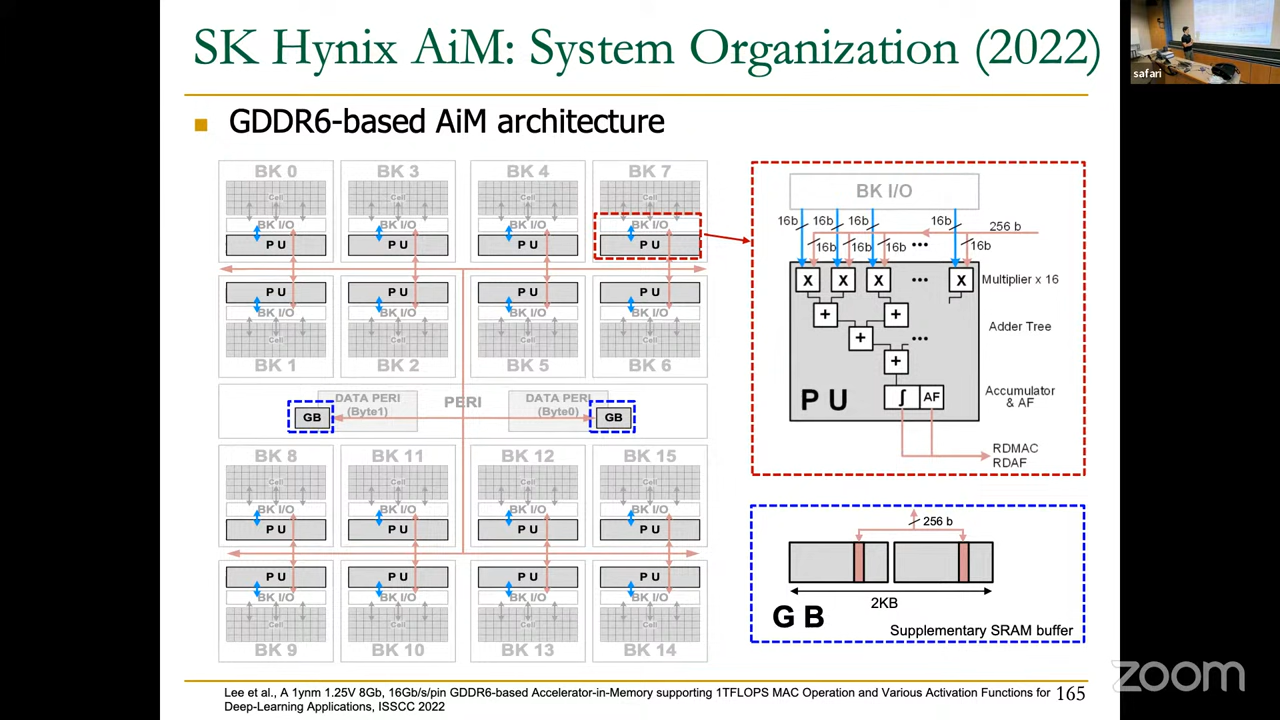 SK Hynix AiM: System Organization (2022)
safari
■ GDDR6-based AiM architecture
BK 0 BK 3 BK 4 BK 7
Cell Cell Cell Cell
BK I/O BK I/O BK I/O BK I/O
PU PU PU PU
PU PU PU PU
BK I/O BK I/O BK I/O BK I/O
Cell Cell Cell Cell
BK 1 BK 2 BK 5 BK 6
DATA PERI PERI DATA PERI
(Byte1) (Byte0)
GB GB
BK 8 BK 11 BK 12 BK 15
Cell Cell Cell Cell
BK I/O BK I/O BK I/O BK I/O
PU PU PU PU
PU PU PU PU
BK I/O BK I/O BK I/O BK I/O
Cell Cell Cell Cell
BK 9 BK 10 BK 13 BK 14
BK I/O
16b 16b 16b 16b
256 b
16b 16b 16b ••• 16b
X X X ••• X Multiplier x 16
+ + Adder Tree
+ •••
+
PU ∫ AF Accumulator
& AF
RDMAC
RDAF
256 b
2KB
GB
Supplementary SRAM buffer
Lee et al., A 1ynm 1.25V 8Gb, 16Gb/s/pin GDDR6-based Accelerator-in-Memory supporting 1TFLOPS MAC Operation and Various Activation Functions for
Deep-Learning Applications, ISSCC 2022
165
zoom